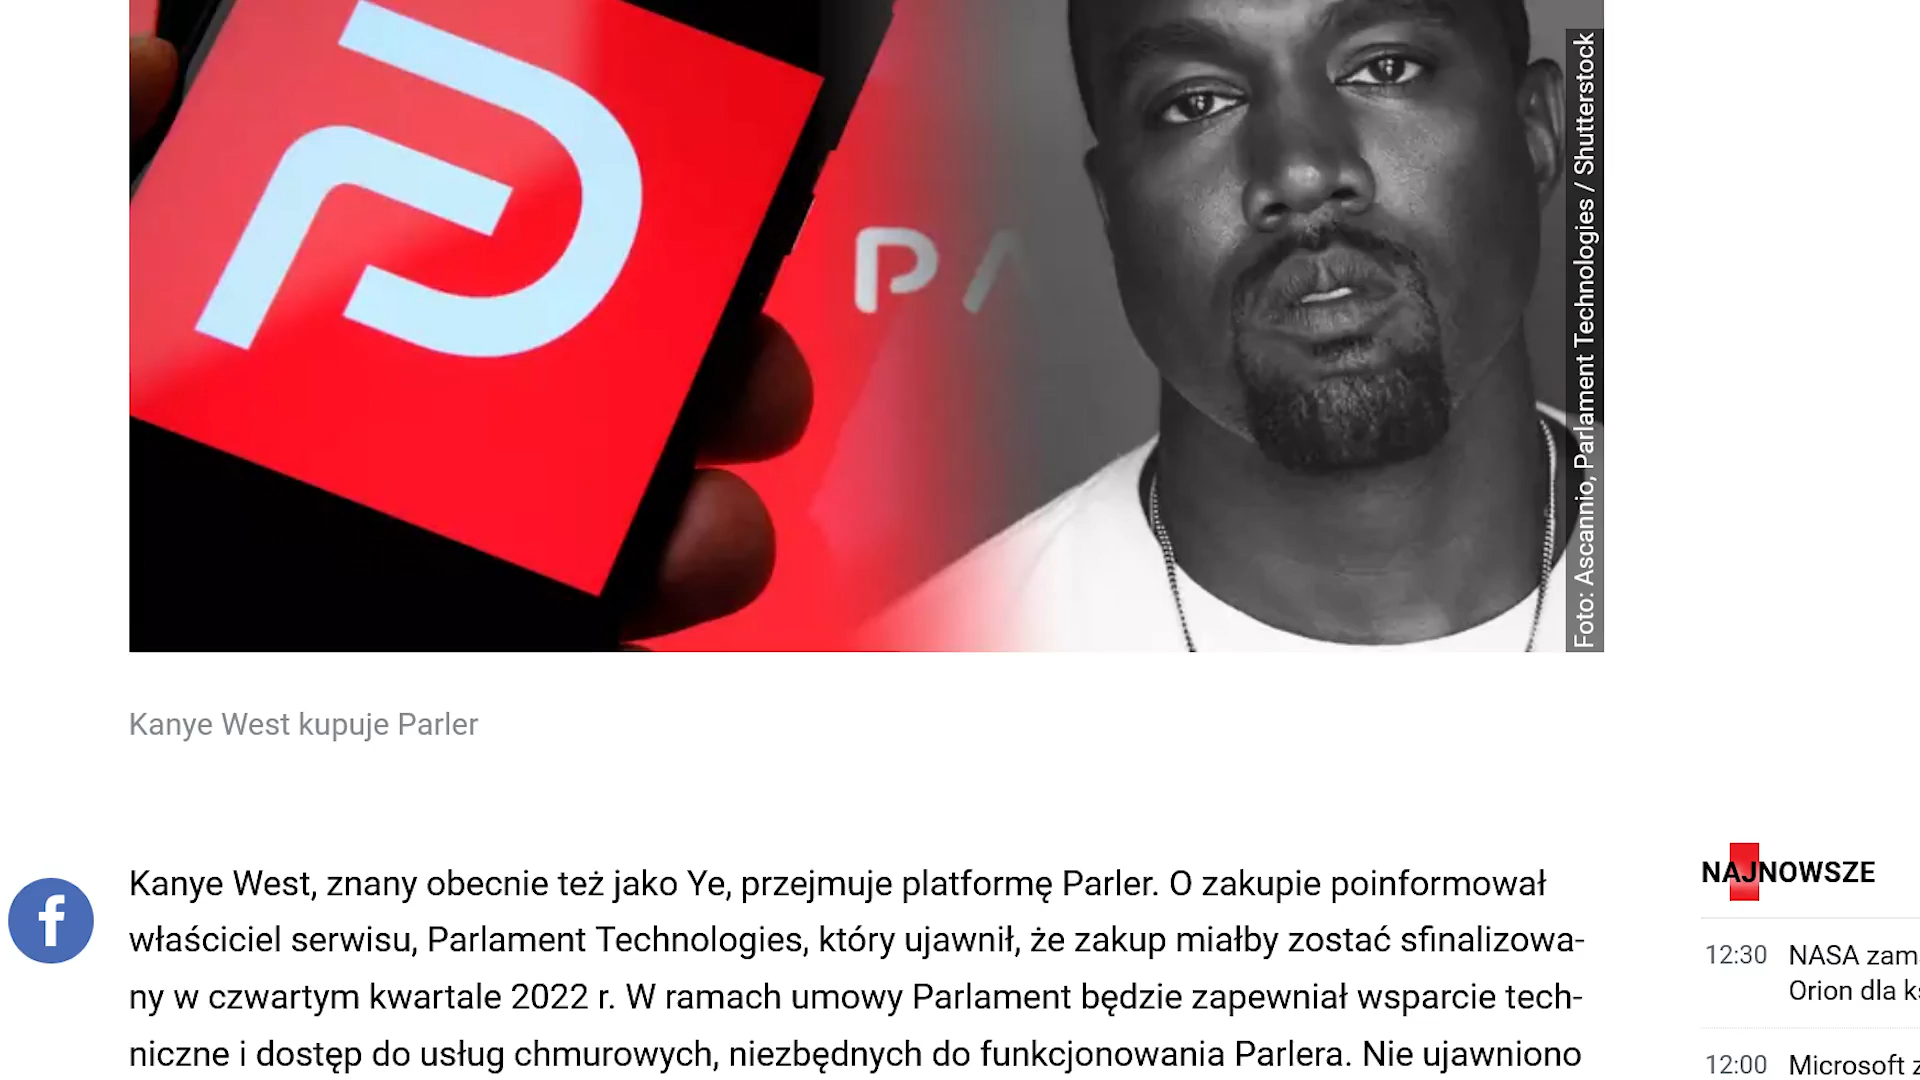 PA
Foto: Ascannio, Parlament Technologies / Shutterstock
Kanye West kupuje Parler
Kanye West, znany obecnie też jako Ye, przejmuje platformę Parler. O zakupie poinformował
właściciel serwisu, Parlament Technologies, który ujawnił, że zakup miałby zostać sfinalizowa-
ny w czwartym kwartale 2022 r. W ramach umowy Parlament będzie zapewniał wsparcie tech-
niczne i dostęp do usług chmurowych, niezbędnych do funkcjonowania Parlera. Nie ujawniono
NAJNOWSZE
12:30 NASA
Orion dla
12:00 Microsoft